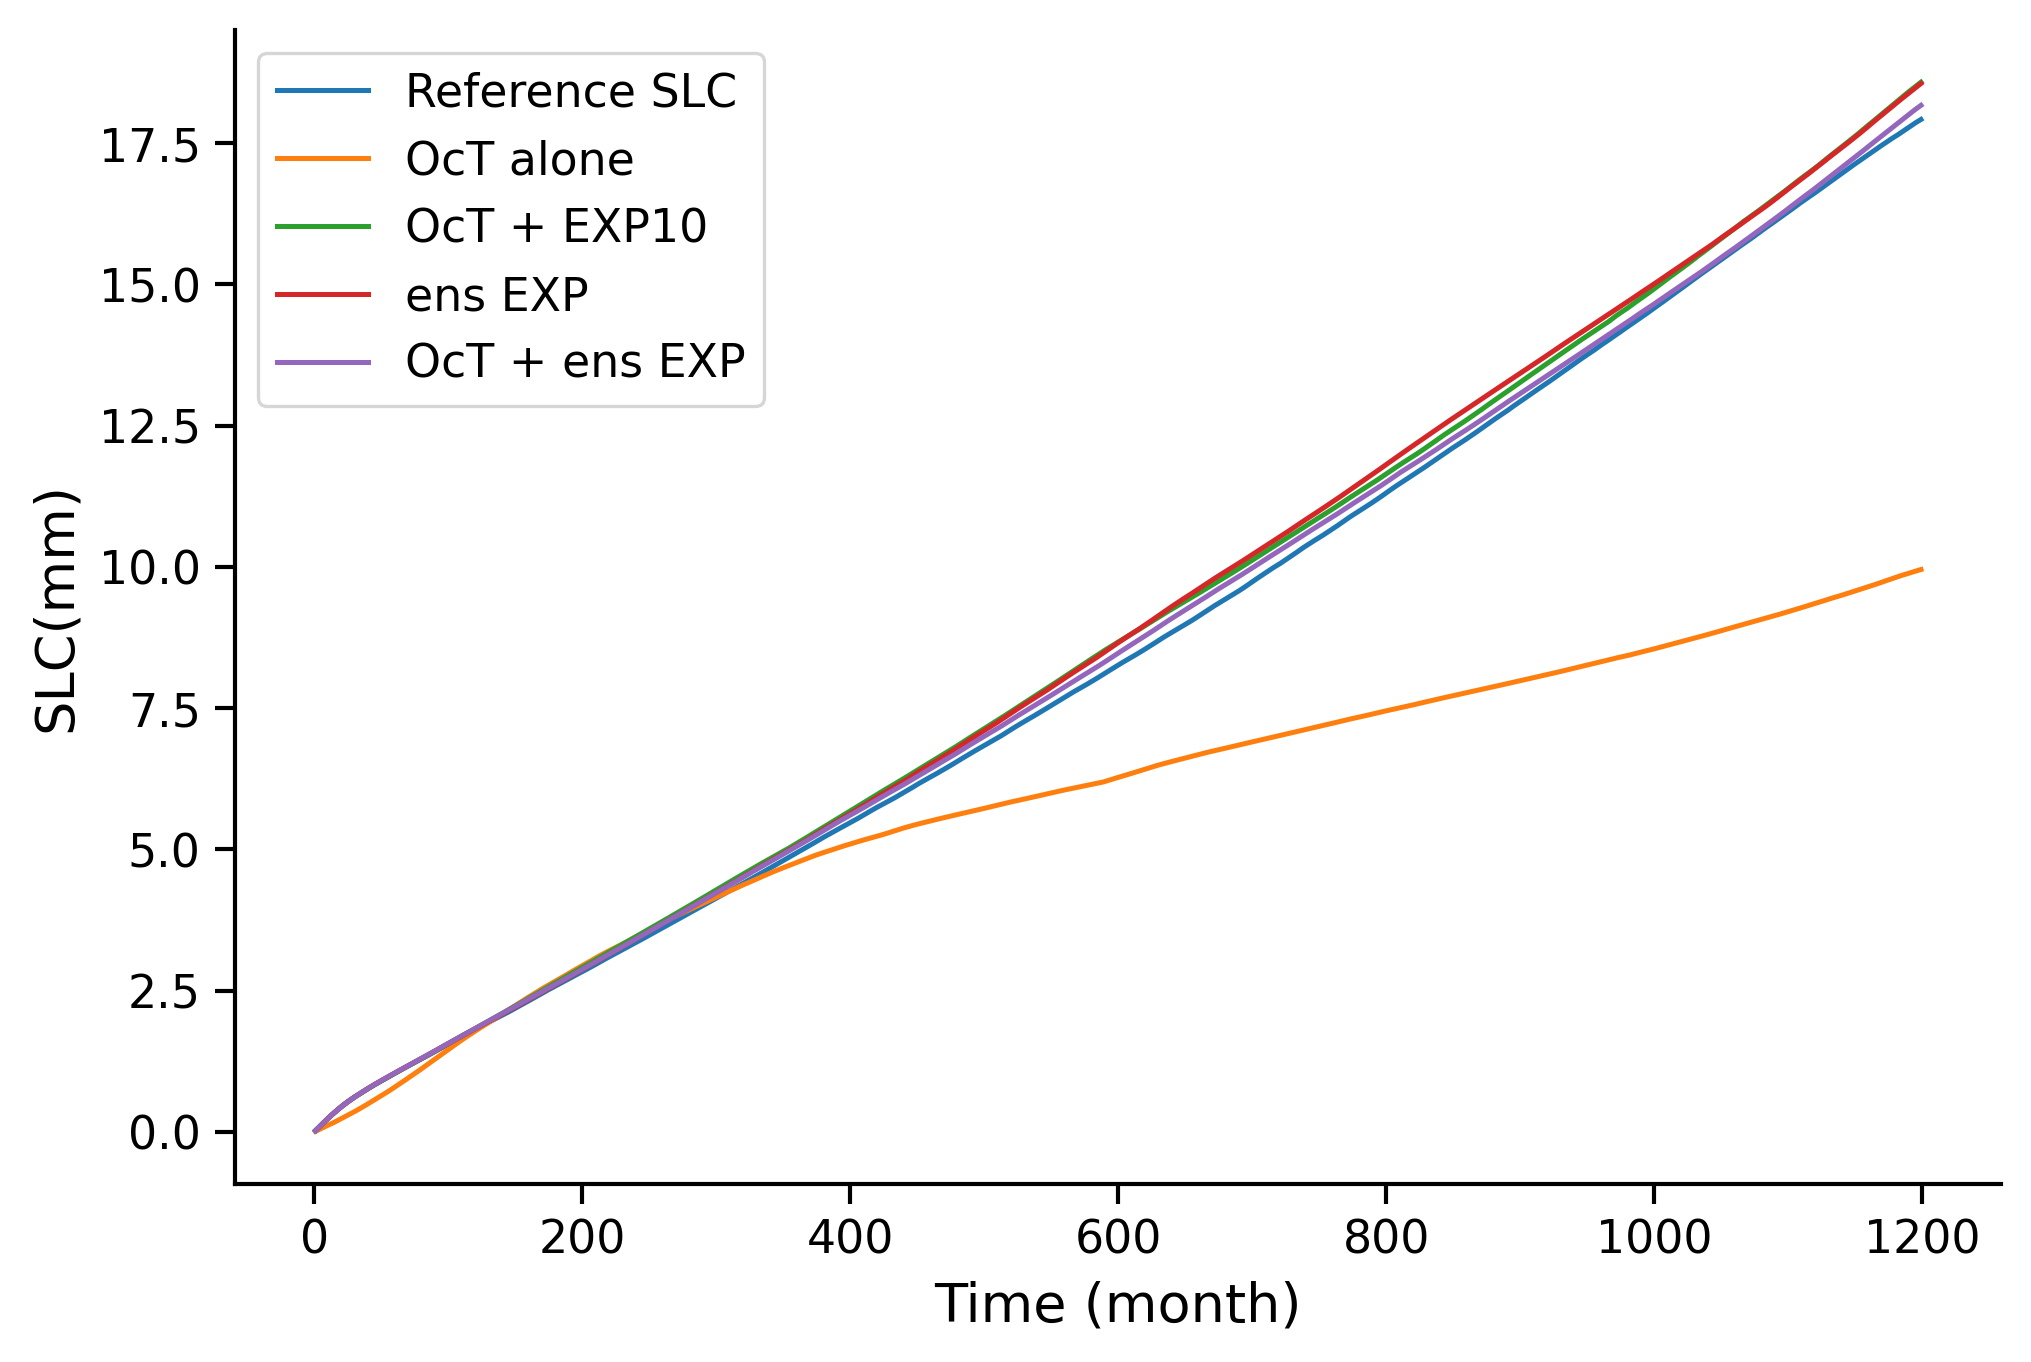 Reference SLC
OcT alone
OcT + EXP10
ens EXP
OcT + ens EXP
17.5
15.0
12.5
10.0
7.5
5.0
2.5
0.0
SLC(mm)
0 200 400 600 800 1000 1200
Time (month)